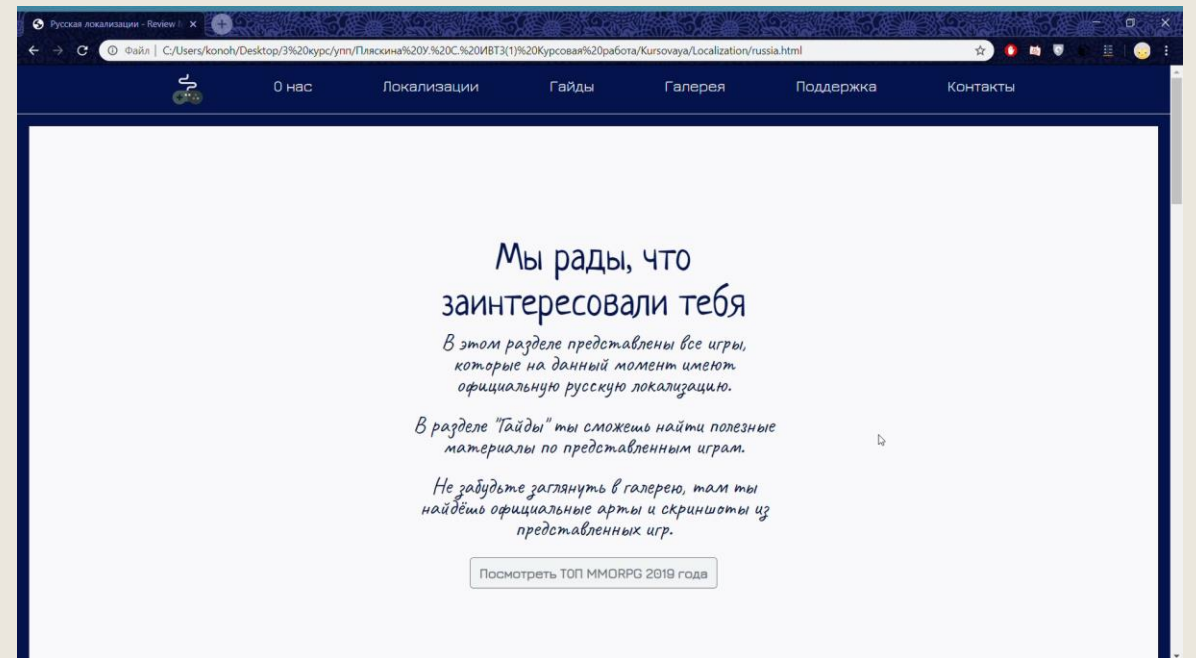 Русская локализации - Review
Файл | C:/Users/konoh/Desktop/3%20курс/упп/Пляскина%20У.%20С.%20ИВТ3(1)%20Курсовая%20работа/Kursovaya/Localization/russia.html
О нас Локализации Гайды Галерея Поддержка Контакты
Мы рады, что
заинтересовали тебя
В этом разделе представлены все игры,
которые на данный момент имеют
официальную русскую локализацию.
В разделе "Гайды" ты сможешь найти полезные
материалы по представленным играм.
Не забудьте заглянуть в галерею, там ты
найдёшь официальные арты и скриншоты из
представленных игр.
Посмотреть ТОП MMORPG 2019 года